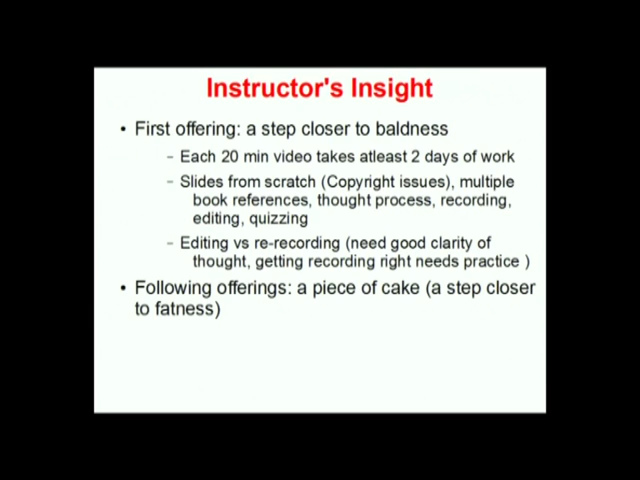 Instructor's Insight
• First offering: a step closer to baldness
– Each 20 min video takes atleast 2 days of work
– Slides from scratch (Copyright issues), multiple
book references, thought process, recording,
editing, quizzing
– Editing vs re-recording (need good clarity of
thought, getting recording right needs practice )
• Following offerings: a piece of cake (a step closer
to fatness)